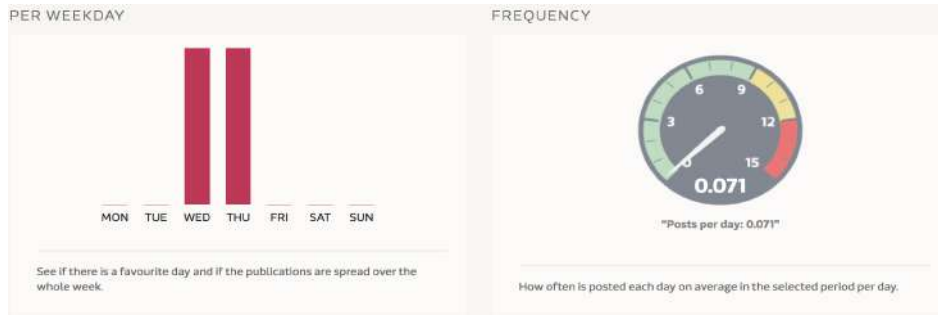 PER WEEKDAY
MON TUE WED THU FRI SAT SUN
See if there is a favourite day and if the publications are spread over the
whole week.
FREQUENCY
0
3
6
9
12
15
0.071
"Posts per day: 0.071"
How often is posted each day on average in the selected period per day.